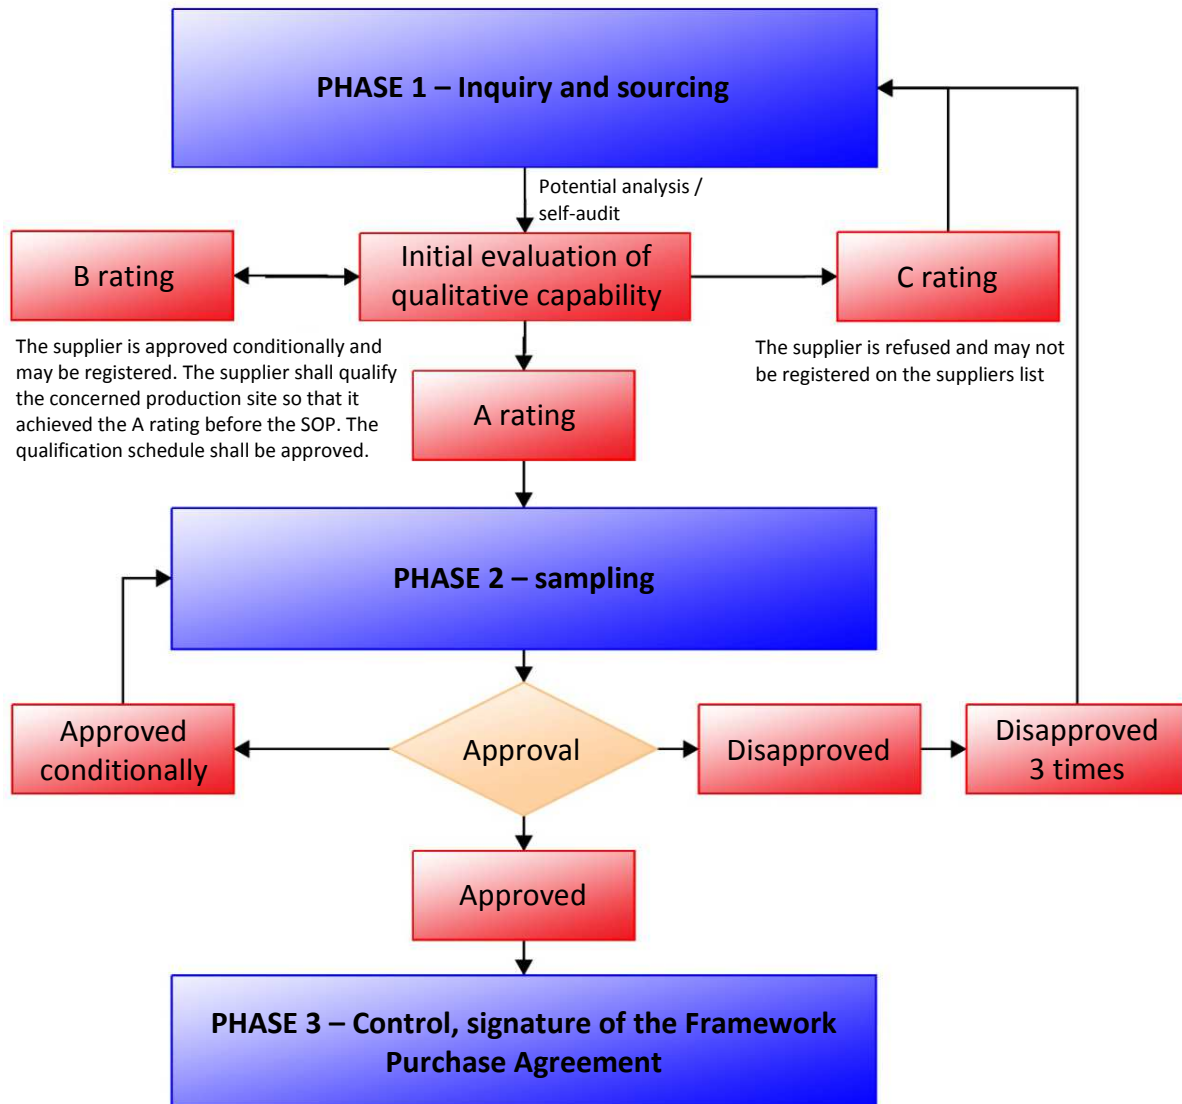 PHASE 1 – Inquiry and sourcing
Potential analysis /
self-audit
B rating
Initial evaluation of
qualitative capability
C rating
The supplier is approved conditionally and
may be registered. The supplier shall qualify
the concerned production site so that it
achieved the A rating before the SOP. The
qualification schedule shall be approved.
The supplier is refused and may not
be registered on the suppliers list
A rating
PHASE 2 – sampling
Approved
conditionally
Approval
Disapproved
Disapproved
3 times
Approved
PHASE 3 – Control, signature of the Framework
Purchase Agreement